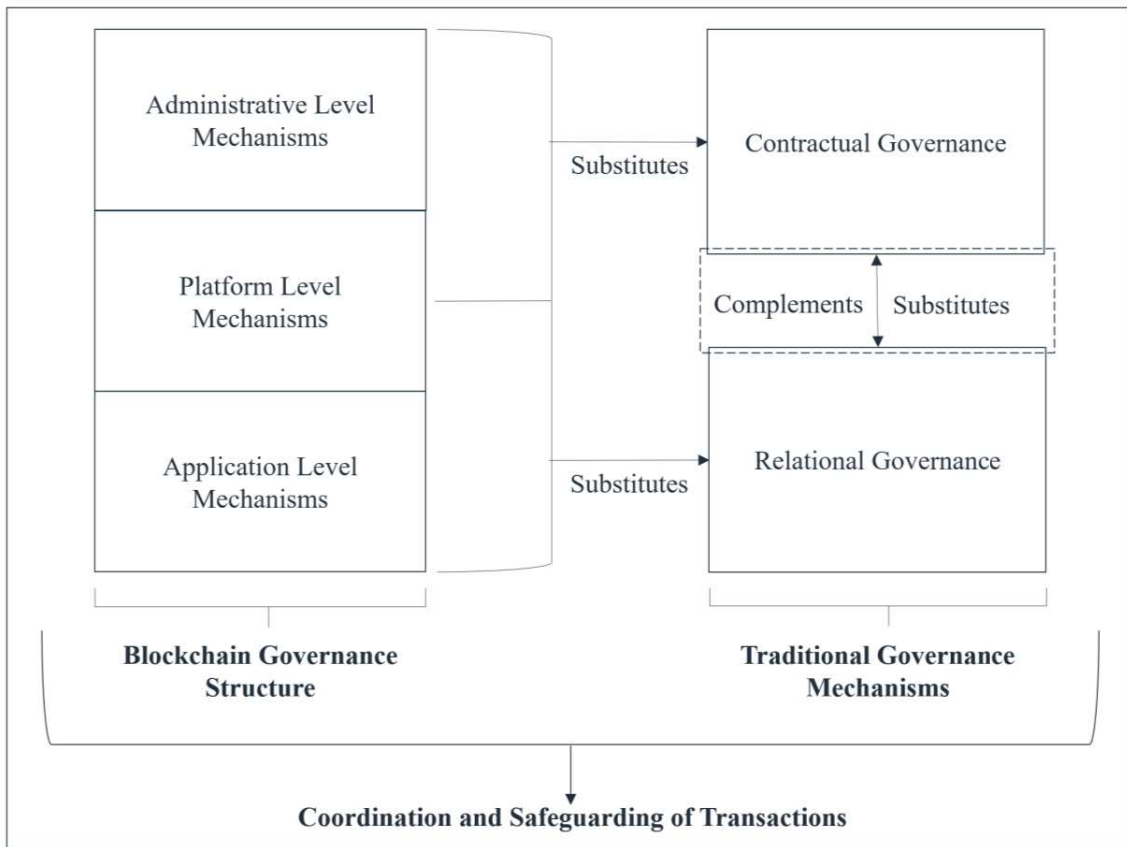 Administrative Level
Mechanisms
Platform Level
Mechanisms
Application Level
Mechanisms
Substitutes
Substitutes
Contractual Governance
Complements
Substitutes
Relational Governance
Blockchain Governance
Structure
Traditional Governance
Mechanisms
Coordination and Safeguarding of Transactions